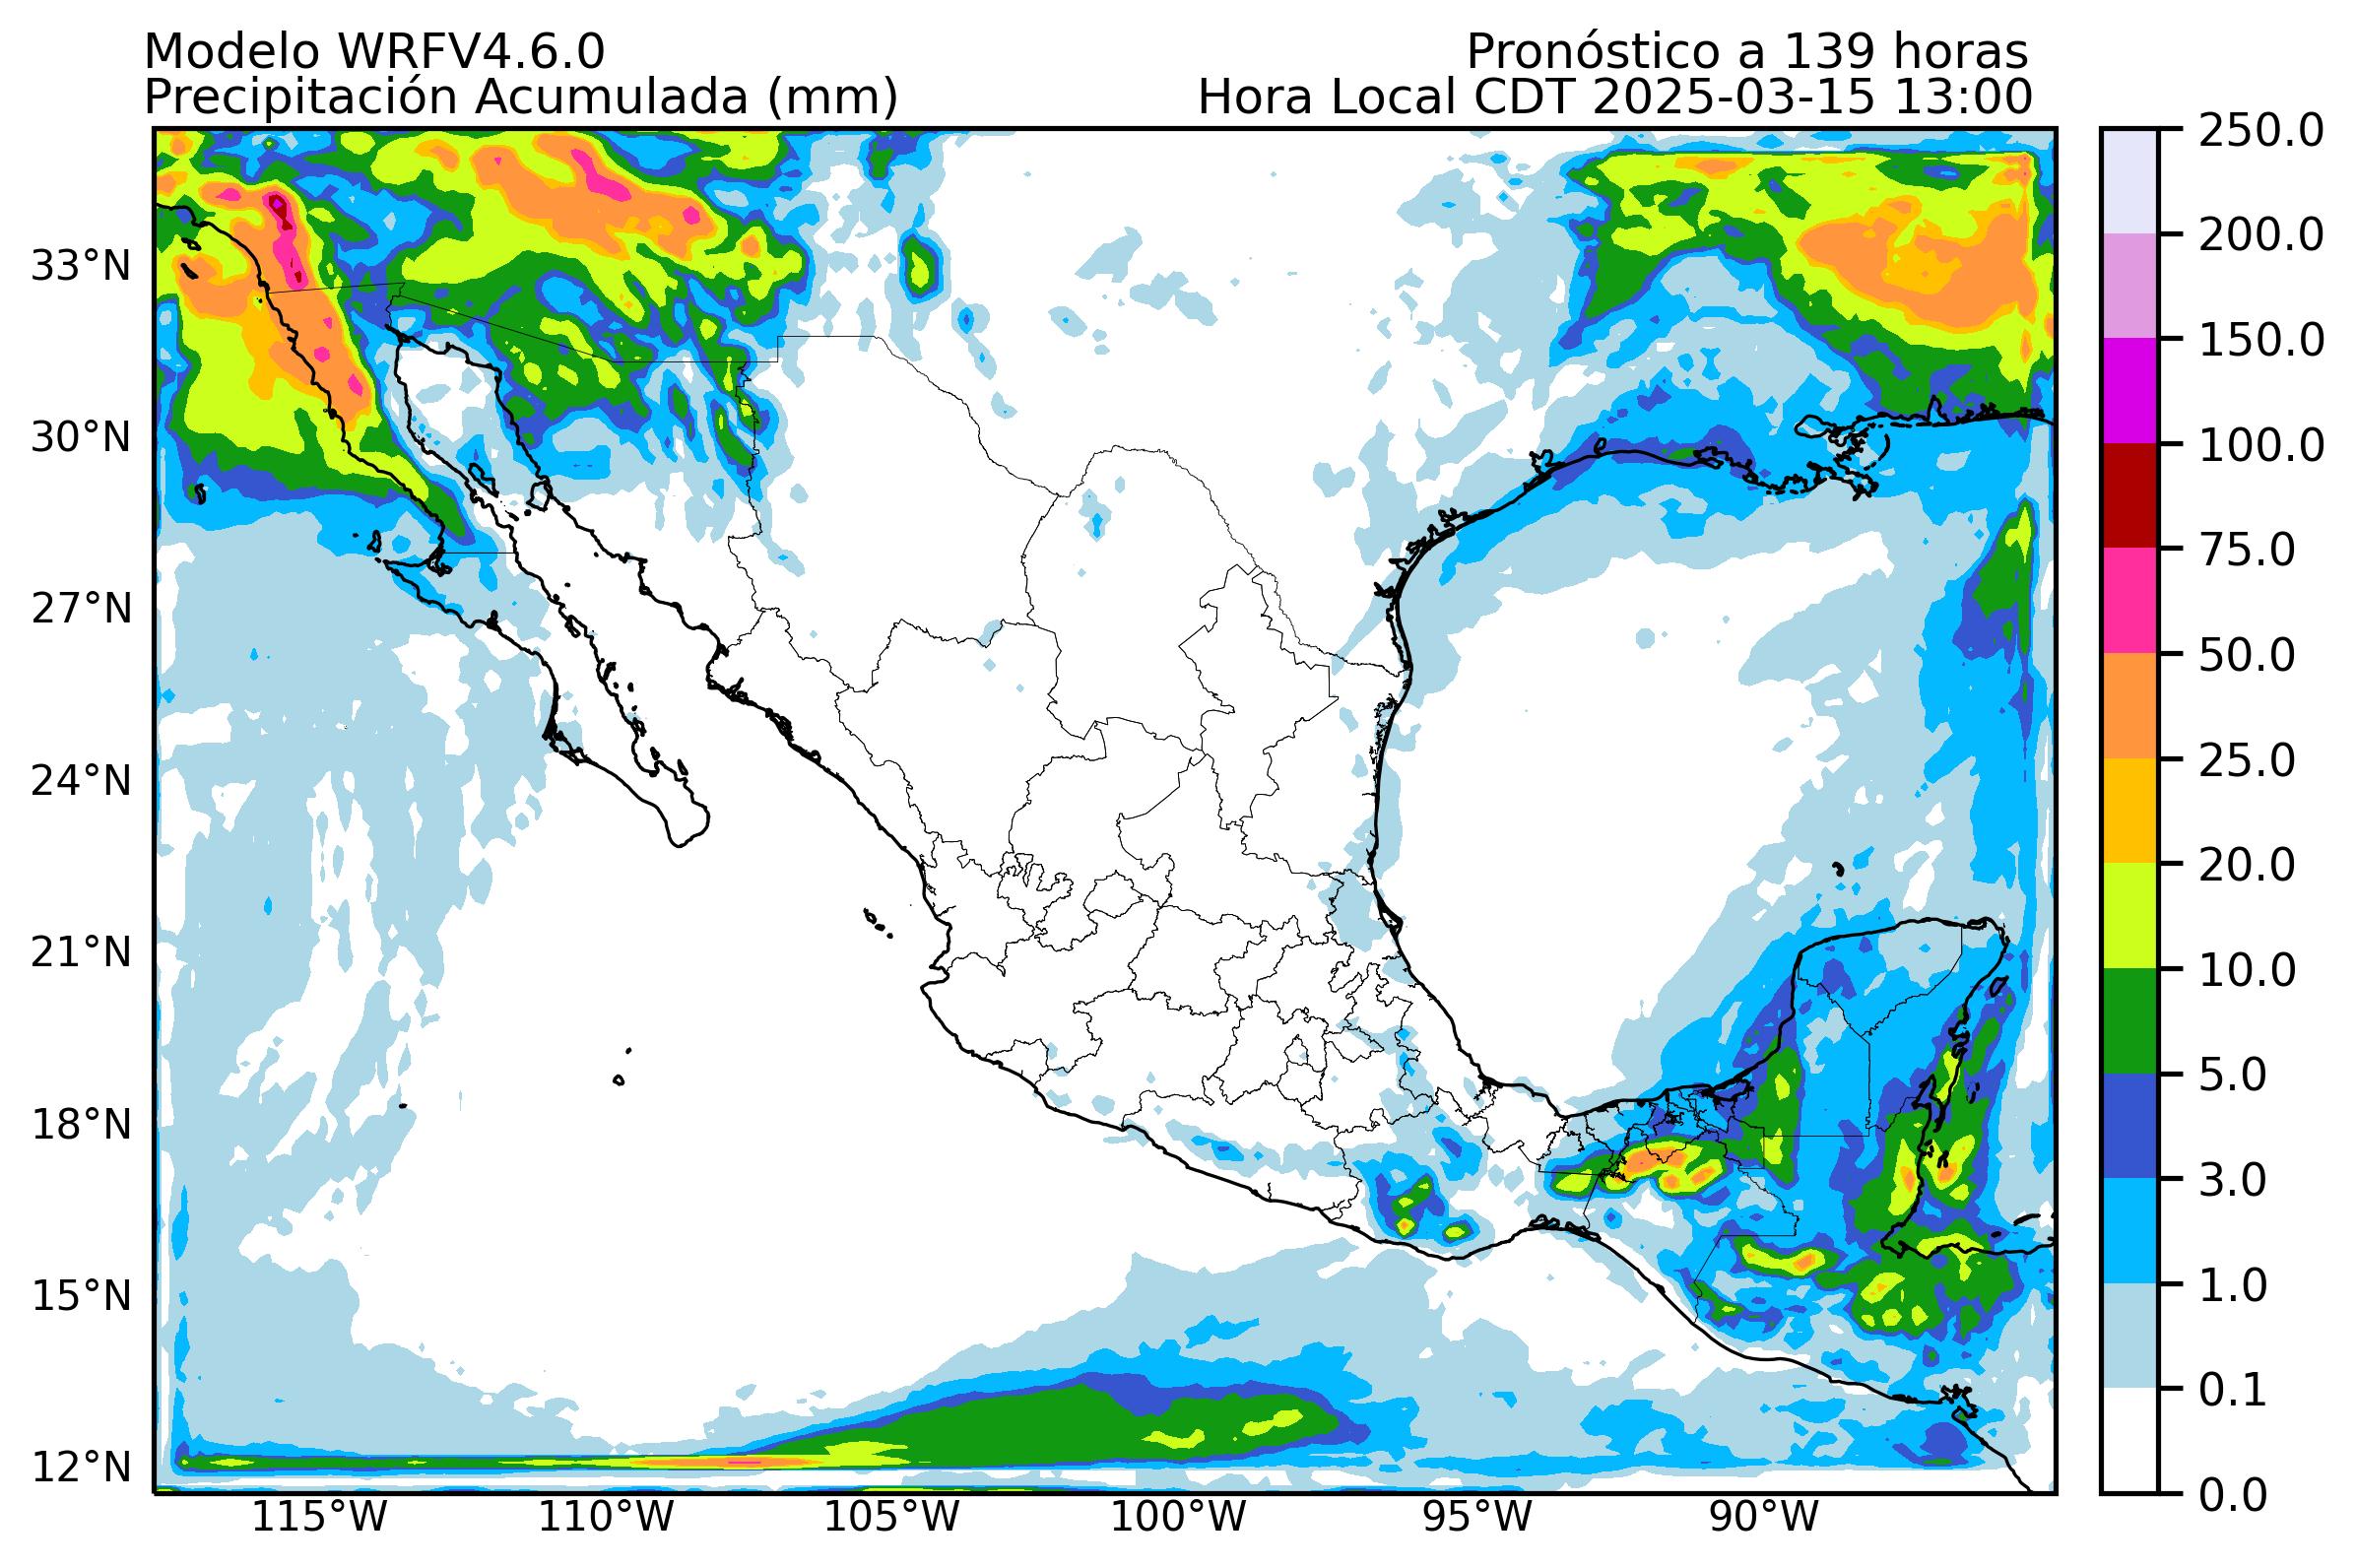 Modelo WRFV4.6.0
Pronóstico a 139 horas
Precipitación Acumulada (mm)
Hora Local CDT 2025-03-15 13:00
33°N
30°N
27°N
24°N
21°N
18°N
15°N
12°N
115°W
110°W
105°W
100°W
95°W
90°W
250.0
200.0
150.0
100.0
75.0
50.0
25.0
20.0
10.0
5.0
3.0
1.0
0.1
0.0